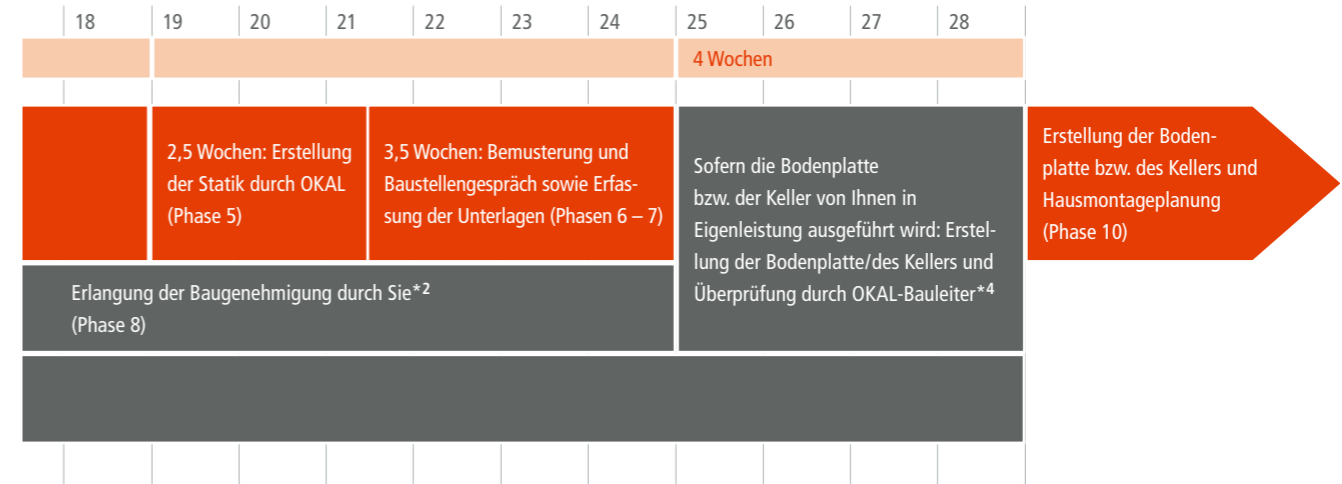 18 19 20 21 22 23 24 25 26 27 28
4 Wochen
2,5 Wochen: Erstellung
der Statik durch OKAL
(Phase 5)
3,5 Wochen: Bemusterung und
Baustellengespräch sowie Erfas-
sung der Unterlagen (Phasen 6 – 7)
Sofern die Bodenplatte
bzw. der Keller von Ihnen in
Eigenleistung ausgeführt wird: Erstel-
lung der Bodenplatte/des Kellers und
Überprüfung durch OKAL-Bauleiter*4
Erstellung der Boden-
platte bzw. des Kellers und
Hausmontageplanung
(Phase 10)
Erlangung der Baugenehmigung durch Sie*2
(Phase 8)